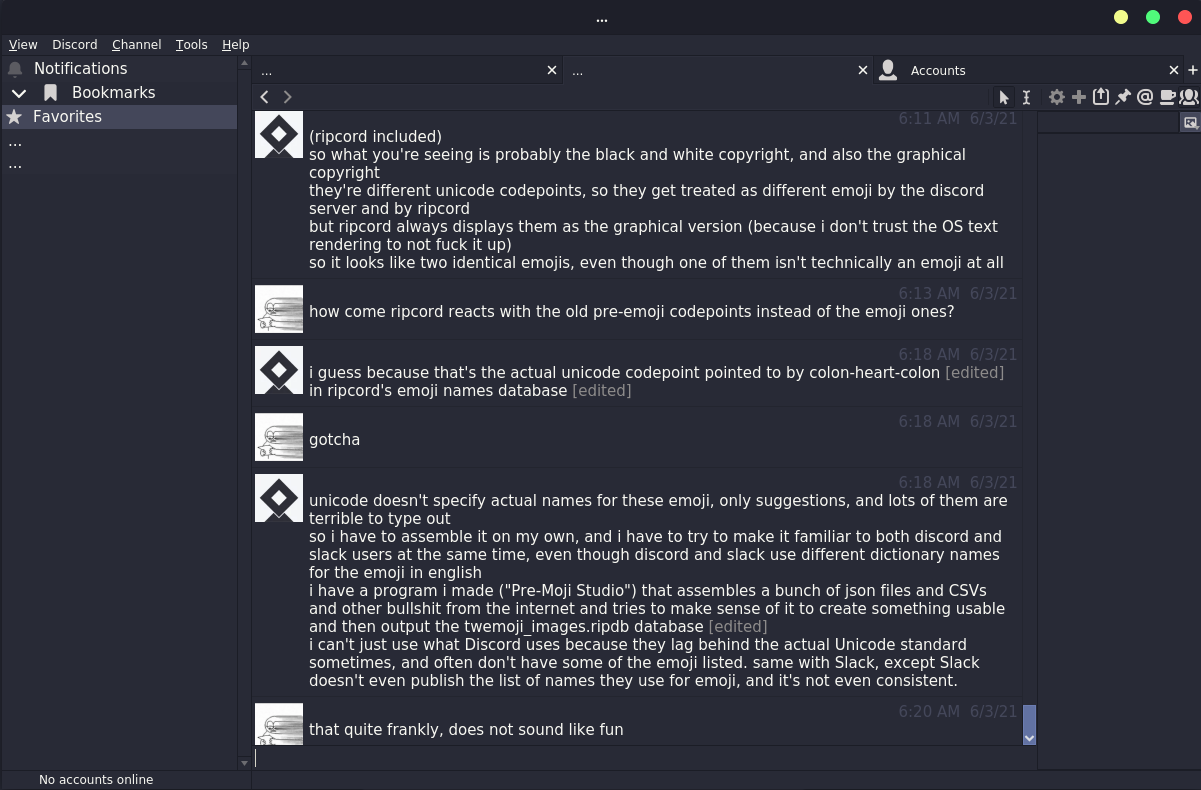 ...
View Discord Channel Tools Help
Notifications
Bookmarks
Favorites
...
...
...
...
Accounts
6:11 AM 6/3/21
(ripcord included)
so what you're seeing is probably the black and white copyright, and also the graphical
copyright
they're different unicode codepoints, so they get treated as different emoji by the discord
server and by ripcord
but ripcord always displays them as the graphical version (because i don't trust the OS text
rendering to not fuck it up)
so it looks like two identical emojis, even though one of them isn't technically an emoji at all
6:13 AM 6/3/21
how come ripcord reacts with the old pre-emoji codepoints instead of the emoji ones?
6:18 AM 6/3/21
i guess because that's the actual unicode codepoint pointed to by colon-heart-colon [edited]
in ripcord's emoji names database [edited]
6:18 AM 6/3/21
gotcha
6:18 AM 6/3/21
unicode doesn't specify actual names for these emoji, only suggestions, and lots of them are
terrible to type out
so i have to assemble it on my own, and i have to try to make it familiar to both discord and
slack users at the same time, even though discord and slack use different dictionary names
for the emoji in english
i have a program i made ("Pre-Moji Studio") that assembles a bunch of json files and CSVs
and other bullshit from the internet and tries to make sense of it to create something usable
and then output the twemoji_images.ripdb database [edited]
i can't just use what Discord uses because they lag behind the actual Unicode standard
sometimes, and often don't have some of the emoji listed. same with Slack, except Slack
doesn't even publish the list of names they use for emoji, and it's not even consistent.
6:20 AM 6/3/21
that quite frankly, does not sound like fun
No accounts online